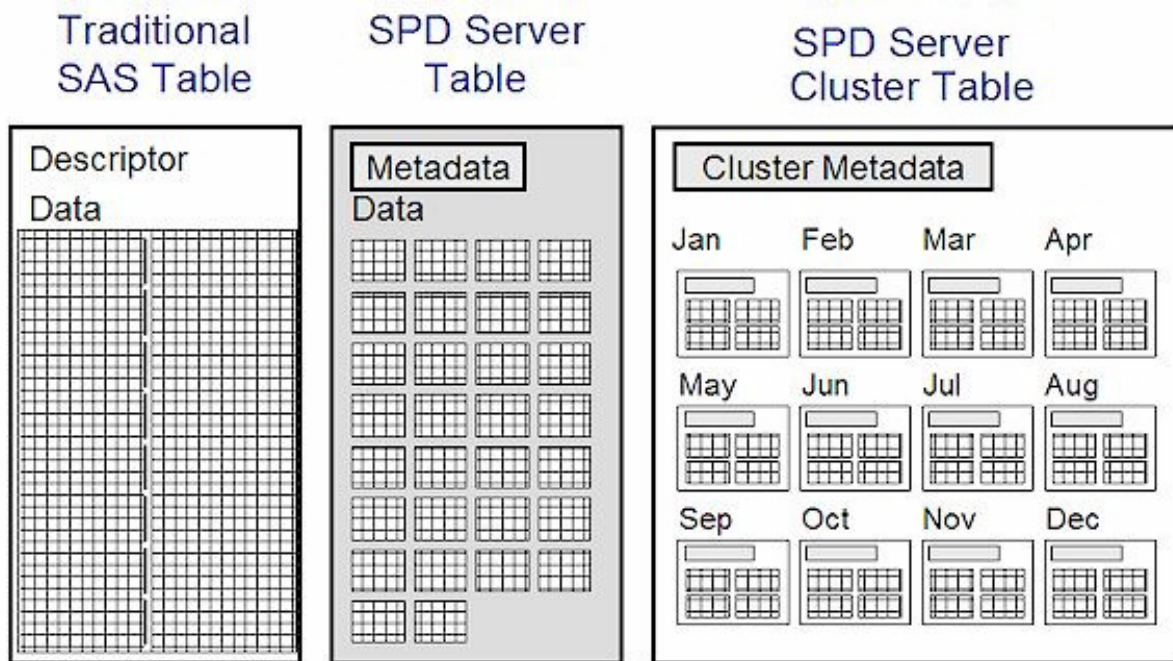 Traditional
SAS Table
SPD Server
Table
SPD Server
Cluster Table
Descriptor
Data
Metadata
Data
Cluster Metadata
Jan Feb Mar Apr
May Jun Jul Aug
Sep Oct Nov Dec